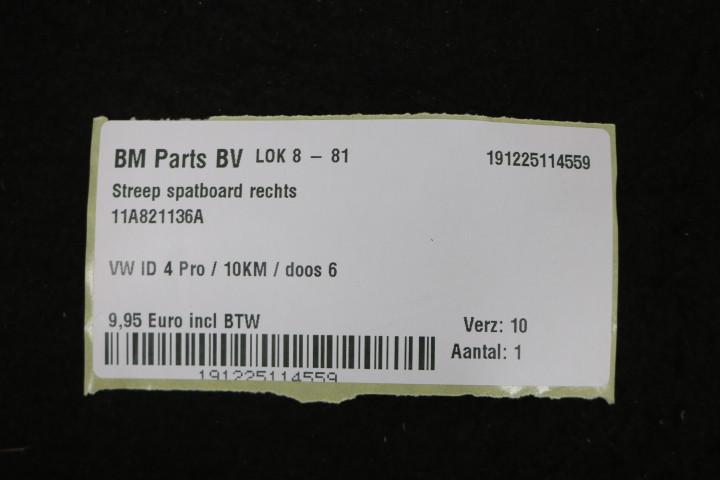 BM Parts BV LOK 8 - 81 191225114559
Streep spatboard rechts
11A821136A
VW ID 4 Pro / 10KM / doos 6
9,95 Euro incl BTW Verz: 10
Aantal: 1
191225114559